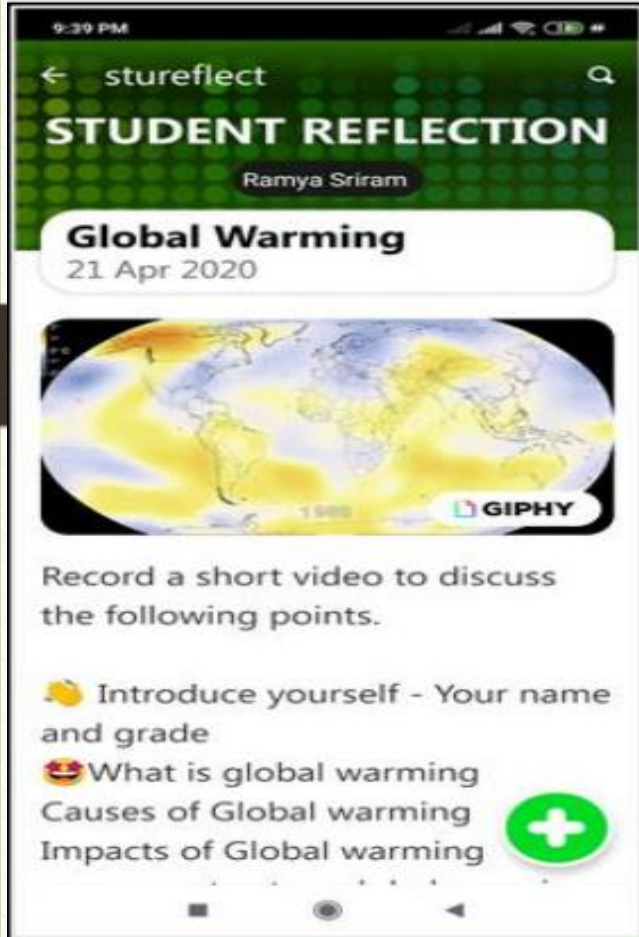 9:39 PM
stureflect
STUDENT REFLECTION
Ramya Sriram
Global Warming
21 Apr 2020
GIPHY
Record a short video to discuss
the following points.
👋 Introduce yourself - Your name
and grade
🤩What is global warming
Causes of Global warming
Impacts of Global warming